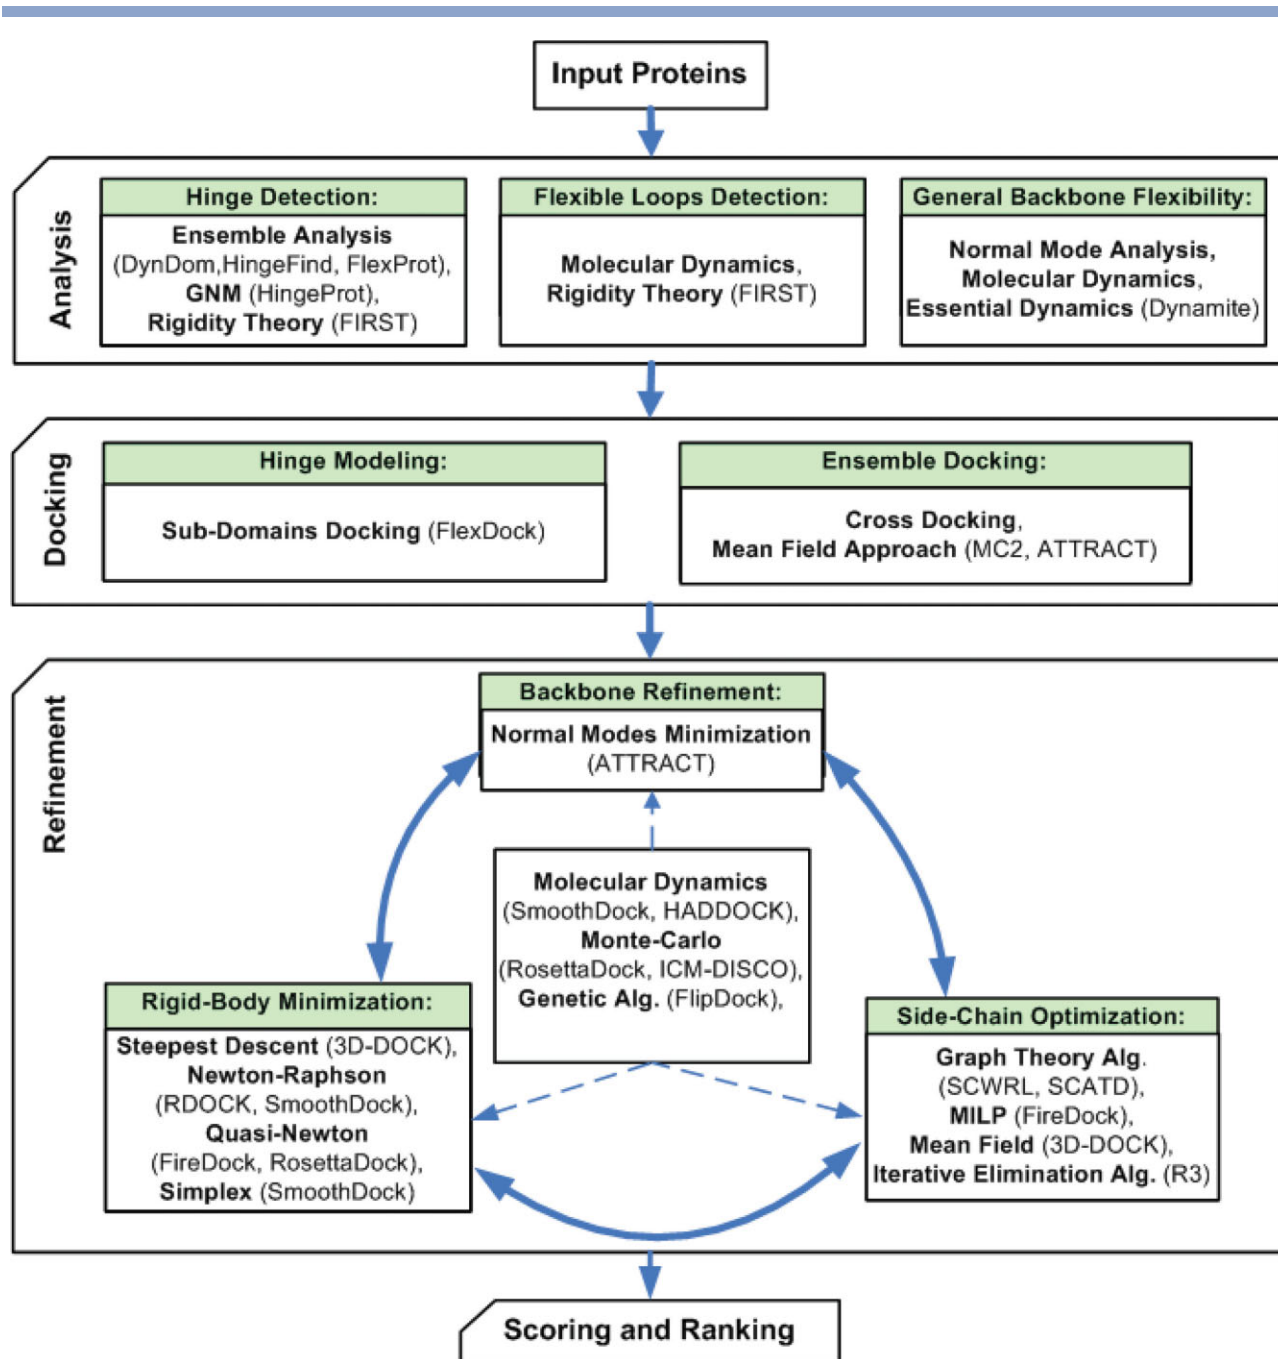 Input Proteins
Analysis
Hinge Detection:
Ensemble Analysis
(DynDom,HingeFind, FlexProt),
GNM (HingeProt),
Rigidity Theory (FIRST)
Flexible Loops Detection:
Molecular Dynamics,
Rigidity Theory (FIRST)
General Backbone Flexibility:
Normal Mode Analysis,
Molecular Dynamics,
Essential Dynamics (Dynamite)
Docking
Hinge Modeling:
Sub-Domains Docking (FlexDock)
Ensemble Docking:
Cross Docking,
Mean Field Approach (MC2, ATTRACT)
Refinement
Backbone Refinement:
Normal Modes Minimization
(ATTRACT)
Molecular Dynamics
(SmoothDock, HADDOCK),
Monte-Carlo
(RosettaDock, ICM-DISCO),
Genetic Alg. (FlipDock),
Rigid-Body Minimization:
Steepest Descent (3D-DOCK),
Newton-Raphson
(RDOCK, SmoothDock),
Quasi-Newton
(FireDock, RosettaDock),
Simplex (SmoothDock)
Side-Chain Optimization:
Graph Theory Alg.
(SCWRL, SCATD),
MILP (FireDock),
Mean Field (3D-DOCK),
Iterative Elimination Alg. (R3)
Scoring and Ranking